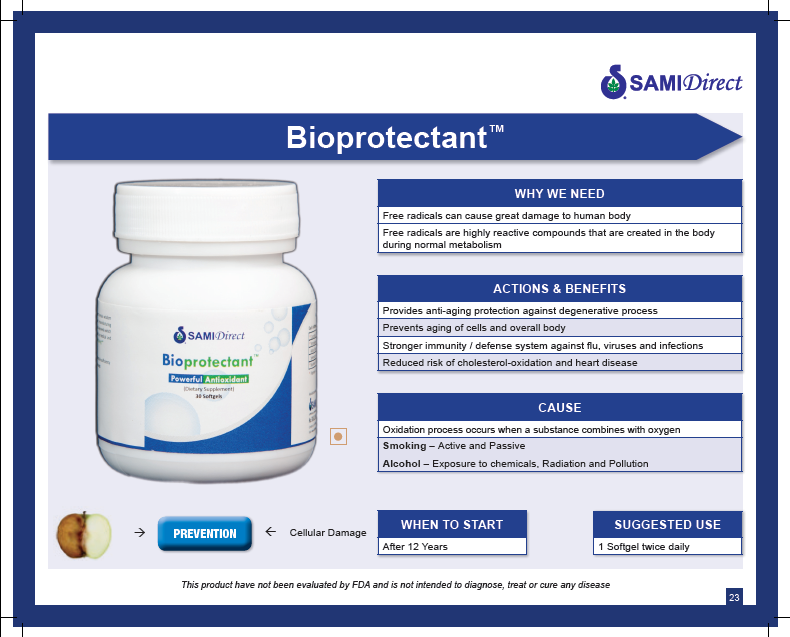 SAMIDirect
Bioprotectant™
WHY WE NEED
Free radicals can cause great damage to human body
Free radicals are highly reactive compounds that are created in the body
during normal metabolism
ACTIONS & BENEFITS
Provides anti-aging protection against degenerative process
Prevents aging of cells and overall body
Stronger immunity / defense system against flu, viruses and infections
Reduced risk of cholesterol-oxidation and heart disease
CAUSE
Oxidation process occurs when a substance combines with oxygen
Smoking – Active and Passive
Alcohol – Exposure to chemicals, Radiation and Pollution
SAMIDirect
Bioprotectant™
Powerful Antioxidant
(Dietary Supplement)
30 Softgels
PREVENTION
Cellular Damage
WHEN TO START
After 12 Years
SUGGESTED USE
1 Softgel twice daily
This product have not been evaluated by FDA and is not intended to diagnose, treat or cure any disease
23